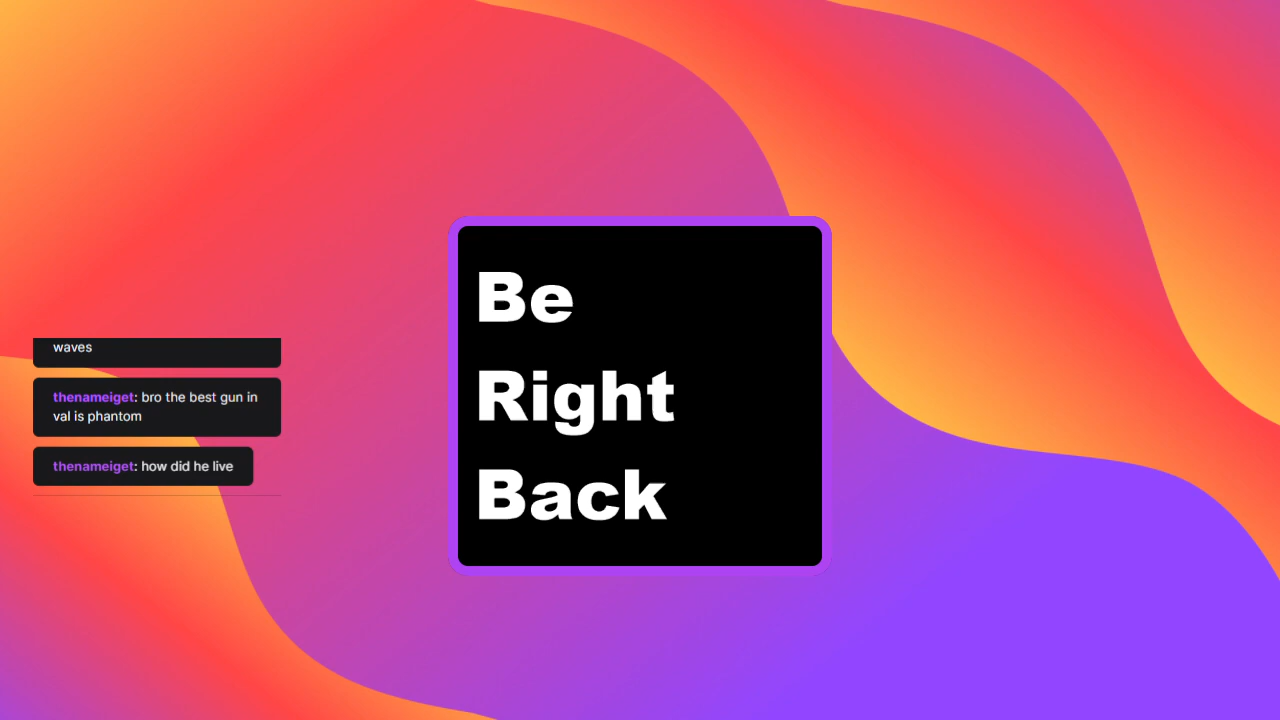 waves
thenameiget: bro the best gun in
val is phantom
thenameiget: how did he live
Be
Right
Back